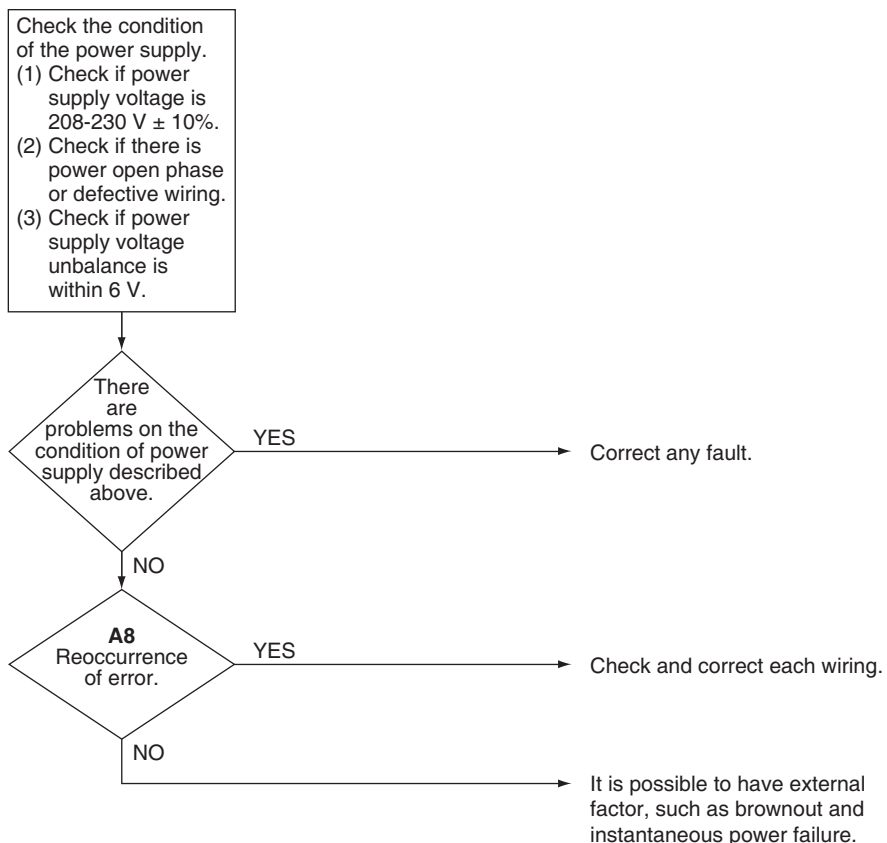 Check the condition
of the power supply.
(1) Check if power
supply voltage is
208-230 V ± 10%.
(2) Check if there is
power open phase
or defective wiring.
(3) Check if power
supply voltage
unbalance is
within 6 V.
There
are
problems on the
condition of power
supply described
above.
YES
Correct any fault.
NO
A8
Reoccurrence
of error.
YES
Check and correct each wiring.
NO
It is possible to have external
factor, such as brownout and
instantaneous power failure.